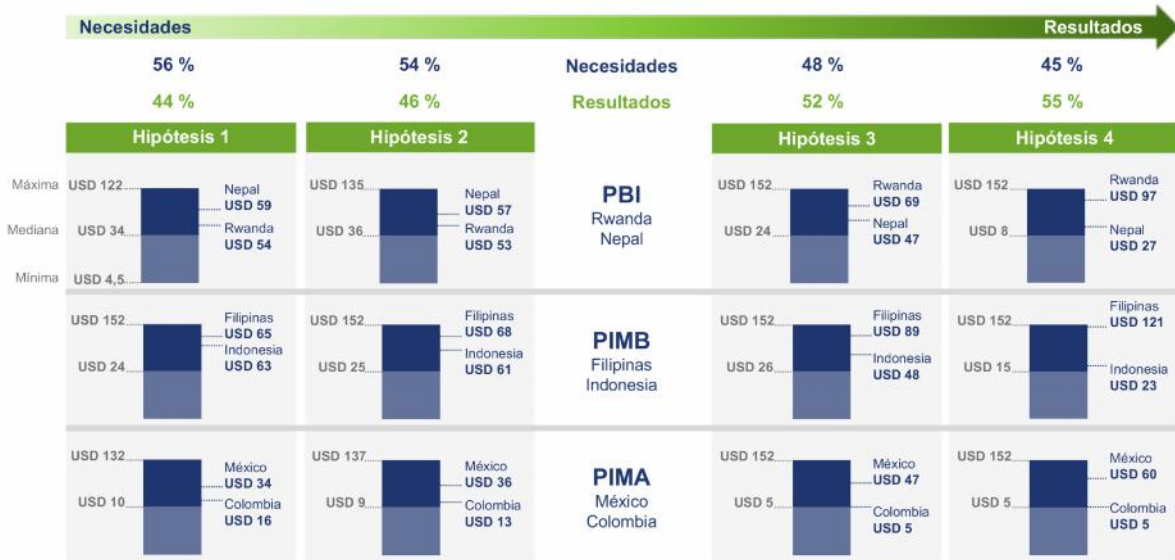 Necesidades Resultados
56 % 54 % Necesidades 48 % 45 %
44 % 46 % Resultados 52 % 55 %
Hipótesis 1 Hipótesis 2 Hipótesis 3 Hipótesis 4
Máxima
Mediana
Mínima
USD 122
USD 34
USD 4,5
Nepal
USD 59
Rwanda
USD 54
USD 135
USD 36
Nepal
USD 57
Rwanda
USD 53
PBI
Rwanda
Nepal
USD 152
USD 24
Rwanda
USD 69
Nepal
USD 47
USD 152
USD 8
Rwanda
USD 97
Nepal
USD 27
USD 152
USD 24
Filipinas
USD 65
Indonesia
USD 63
USD 152
USD 25
Filipinas
USD 68
Indonesia
USD 61
PIMB
Filipinas
Indonesia
USD 152
USD 26
Filipinas
USD 89
Indonesia
USD 48
USD 152
USD 15
Filipinas
USD 121
Indonesia
USD 23
USD 132
USD 10
México
USD 34
Colombia
USD 16
USD 137
USD 9
México
USD 36
Colombia
USD 13
PIMA
México
Colombia
USD 152
USD 5
México
USD 47
Colombia
USD 5
USD 152
USD 5
México
USD 60
Colombia
USD 5